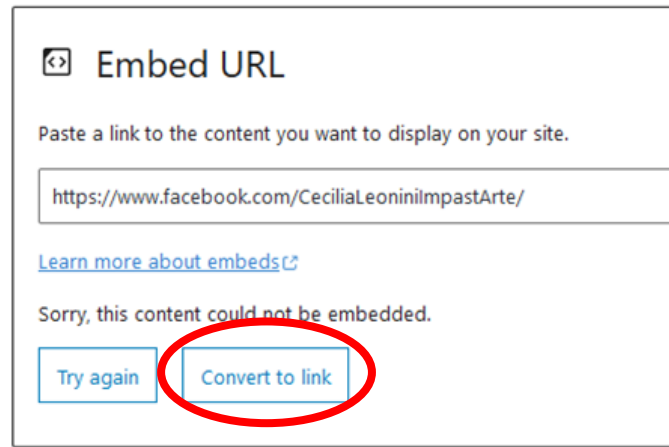 Embed URL
Paste a link to the content you want to display on your site.
https://www.facebook.com/CeciliaLeoniniImpastArte/
Learn more about embeds
Sorry, this content could not be embedded.
Try again
Convert to link